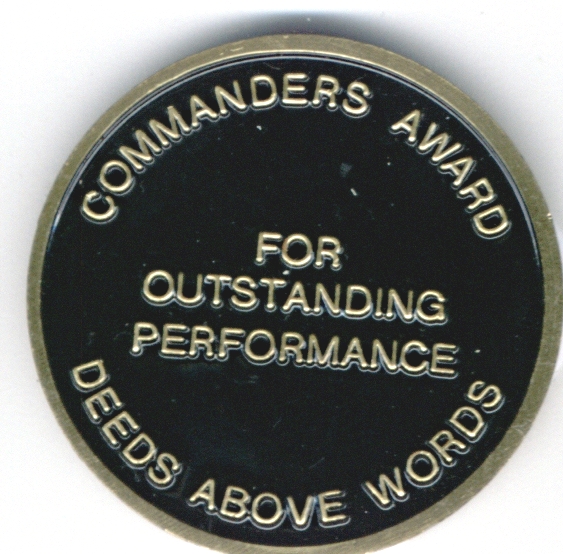 COMMANDERS AWARD
FOR
OUTSTANDING
PERFORMANCE
DEEDS ABOVE WORDS